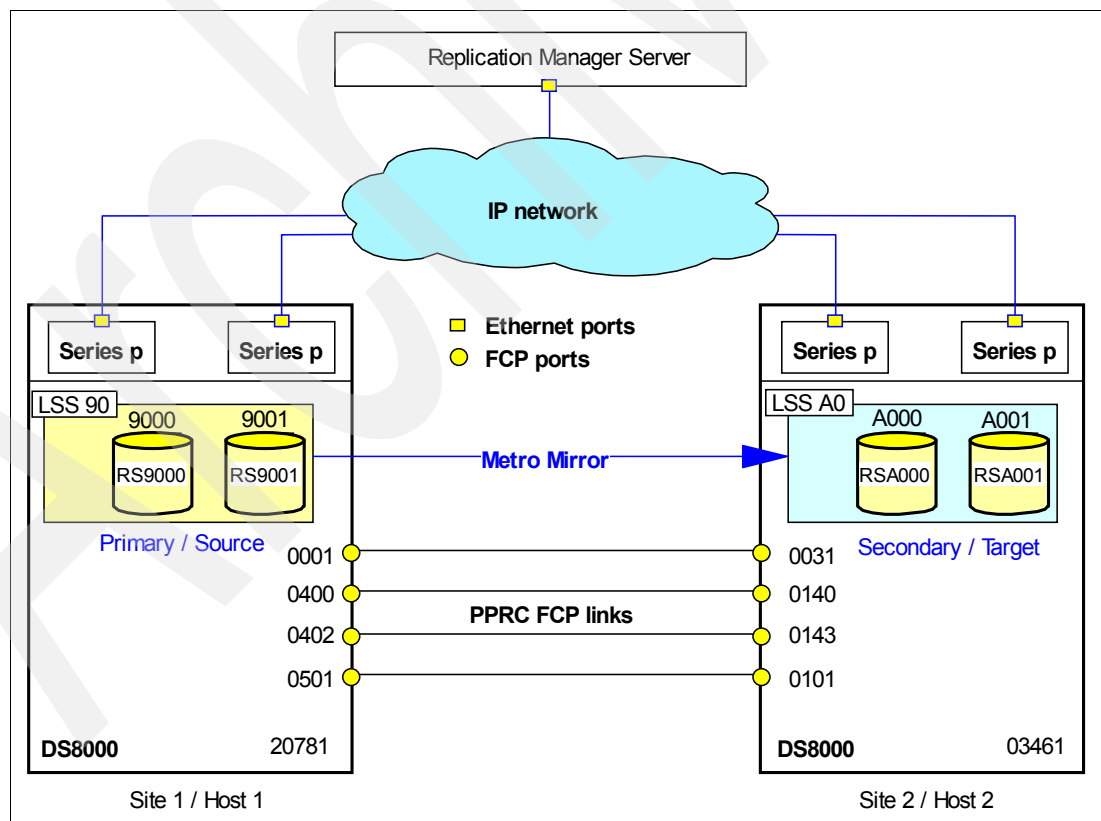 Replication Manager Server
IP network
Ethernet ports
FCP ports
Series p
Series p
Series p
Series p
LSS 90
9000
9001
RS9000
RS9001
Primary / Source
Metro Mirror
LSS A0
A000
A001
RSA000
RSA001
Secondary / Target
0001
0031
0400
0140
PPRC FCP links
0402
0143
0501
0101
DS8000
20781
DS8000
03461
Site 1 / Host 1
Site 2 / Host 2